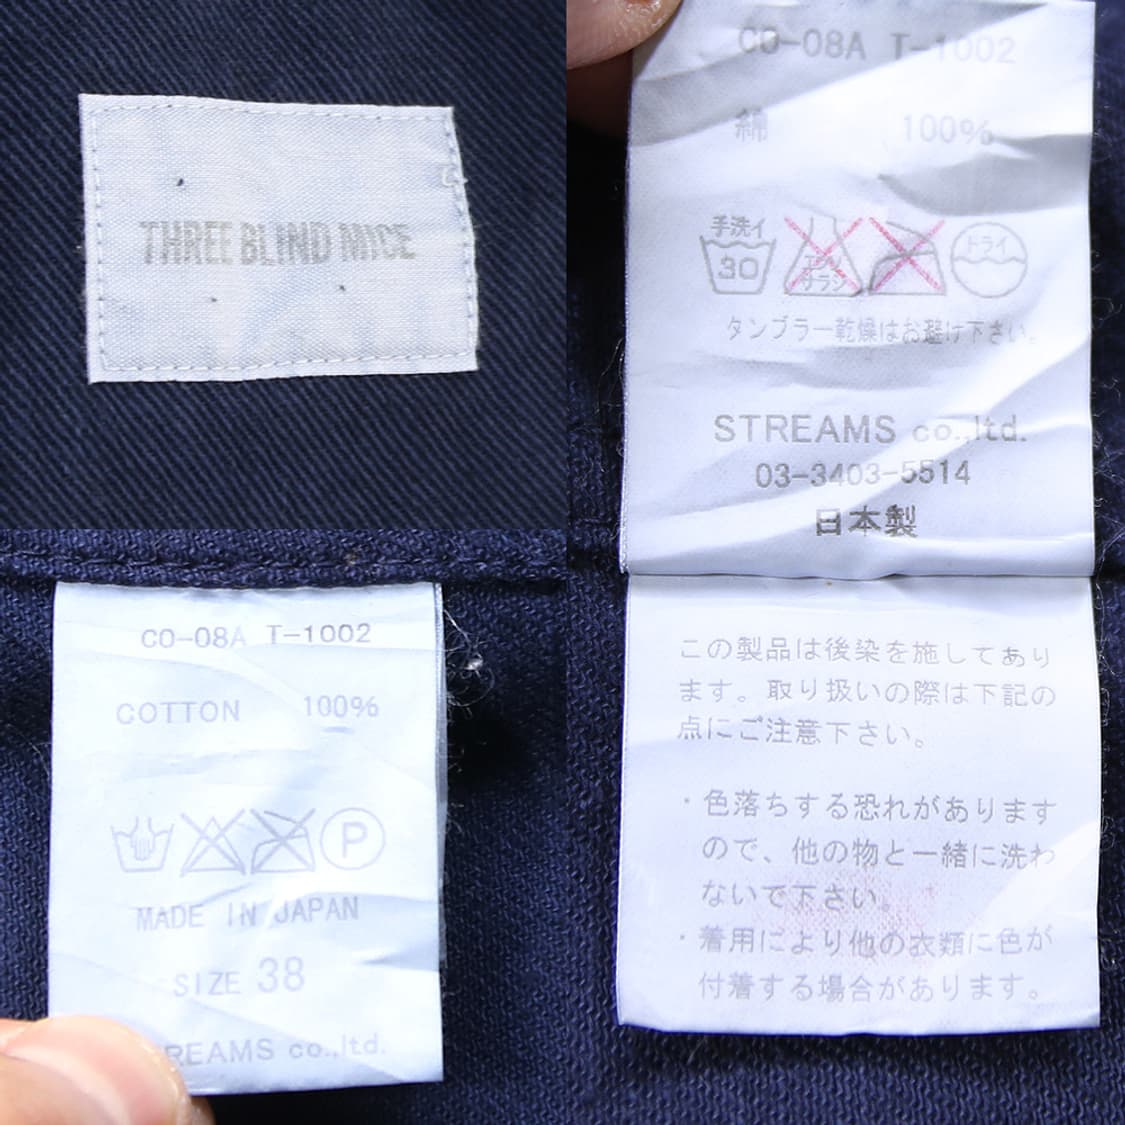 THREE BLIND MICE
CO-08A T-1002
COTTON 100%
P
MADE IN JAPAN
SIZE 38
REAMS co.,ltd.
CO-08A T-1002
綿 100%
手洗イ
30
エンソ
サラシ
ドライ
タンブラー乾燥はお避け下さい。
STREAMS co.,ltd.
03-3403-5514
日本製
この製品は後染を施してあり
ます。取り扱いの際は下記の
点にご注意下さい。
・色落ちする恐れがあります
ので、他の物と一緒に洗わ
ないで下さい。
・着用により他の衣類に色が
付着する場合があります。